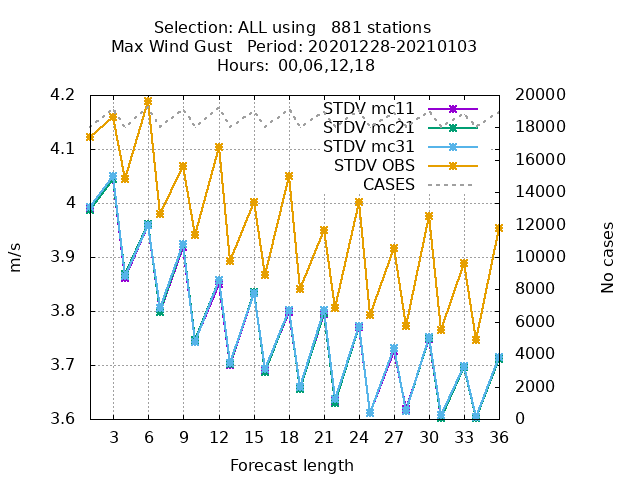 Selection: ALL using   881 stations
Max Wind Gust   Period: 20201228-20210103
Hours:  00,06,12,18
4.2
4.1
4
3.9
3.8
3.7
3.6
20000
18000
16000
14000
12000
10000
8000
6000
4000
2000
0
STDV mc11
STDV mc21
STDV mc31
STDV OBS
CASES
m/s
No cases
3 6 9 12 15 18 21 24 27 30 33 36
Forecast length